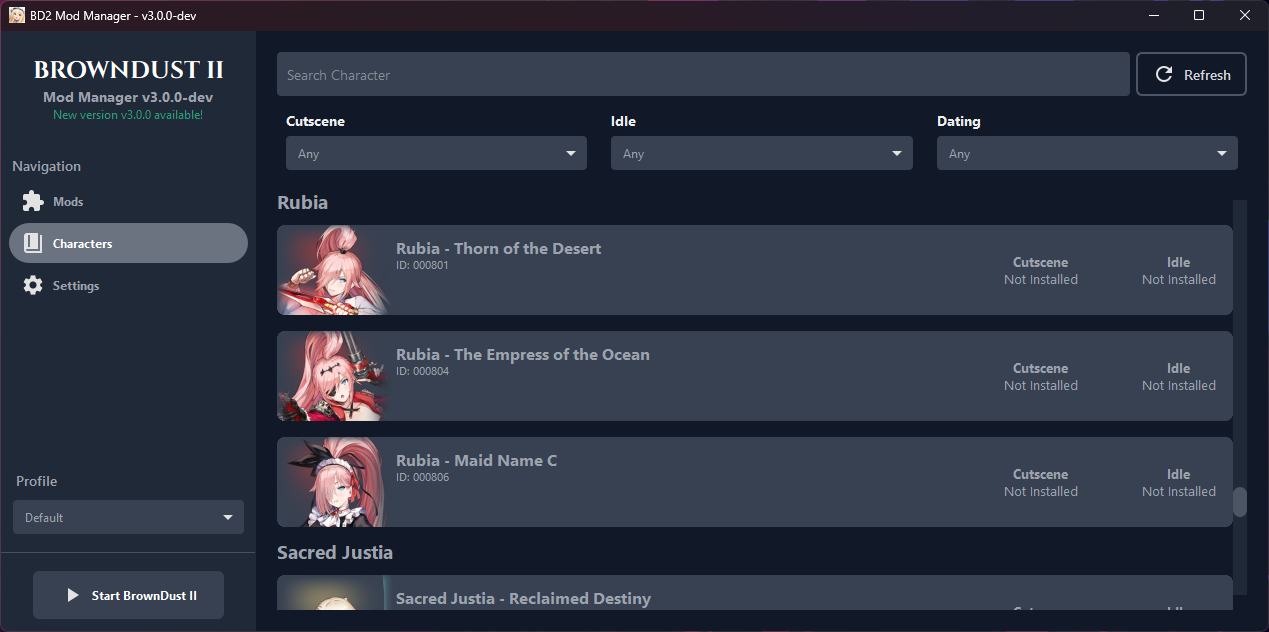 BD2 Mod Manager - v3.0.0-dev
BROWNDUST II
Mod Manager v3.0.0-dev
New version v3.0.0 available!
Navigation
Mods
Characters
Settings
Profile
Default
Start BrownDust II
Search Character
Refresh
Cutscene
Idle
Dating
Any
Any
Any
Rubia
Rubia - Thorn of the Desert
ID: 000801
Cutscene
Not Installed
Idle
Not Installed
Rubia - The Empress of the Ocean
ID: 000804
Cutscene
Not Installed
Idle
Not Installed
Rubia - Maid Name C
ID: 000806
Cutscene
Not Installed
Idle
Not Installed
Sacred Justia
Sacred Justia - Reclaimed Destiny